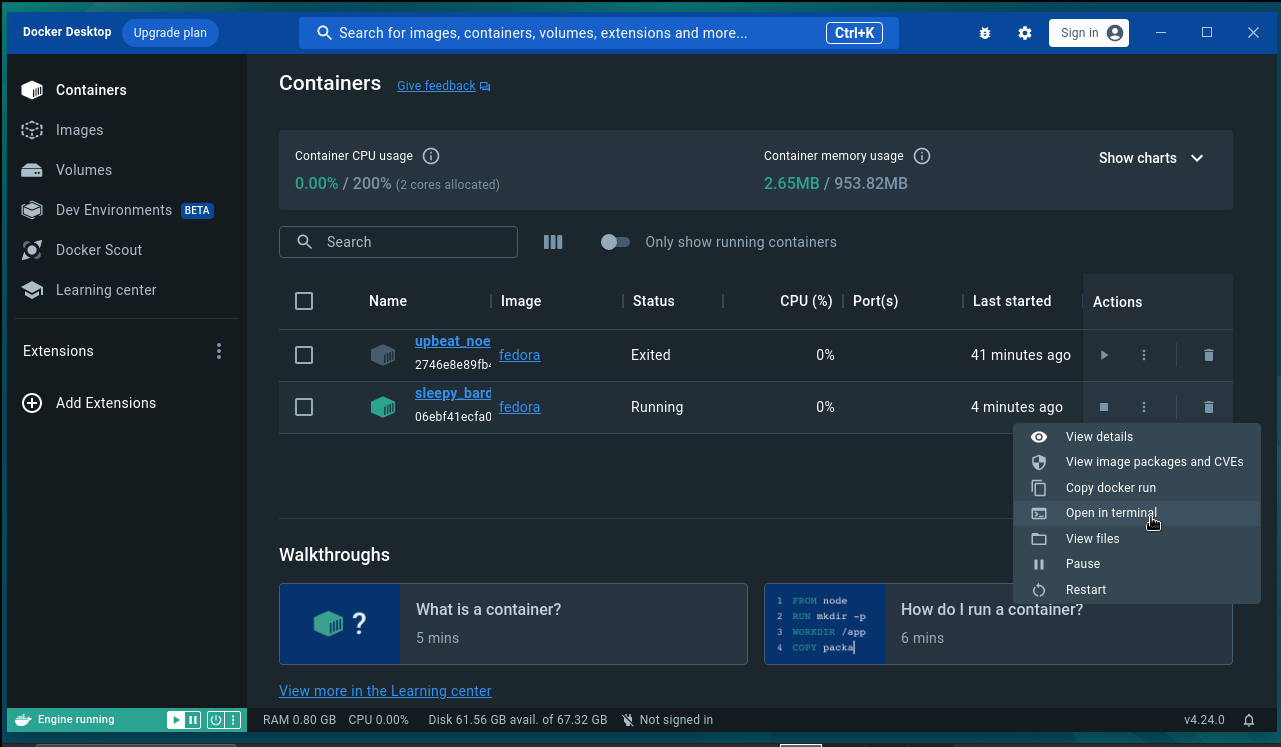 Docker Desktop Upgrade plan Search for images, containers, volumes, extensions and more... Ctrl+K Sign in
Containers
Images
Volumes
Dev Environments BETA
Docker Scout
Learning center
Extensions
Add Extensions
Containers Give feedback
Container CPU usage
0.00% / 200% (2 cores allocated)
Container memory usage
2.65MB / 953.82MB
Show charts
Search
Only show running containers
Name Image Status CPU (%) Port(s) Last started Actions
upbeat_noe
2746e8e89fb
fedora Exited 0% 41 minutes ago
sleepy_bard
06ebf41ecfa0
fedora Running 0% 4 minutes ago
View details
View image packages and CVEs
Copy docker run
Open in terminal
View files
Pause
Restart
Walkthroughs
?
What is a container?
5 mins
1 FROM node
2 RUN mkdir -p
3 WORKDIR /app
4 COPY packa
How do I run a container?
6 mins
View more in the Learning center
Engine running RAM 0.80 GB CPU 0.00% Disk 61.56 GB avail. of 67.32 GB Not signed in v4.24.0